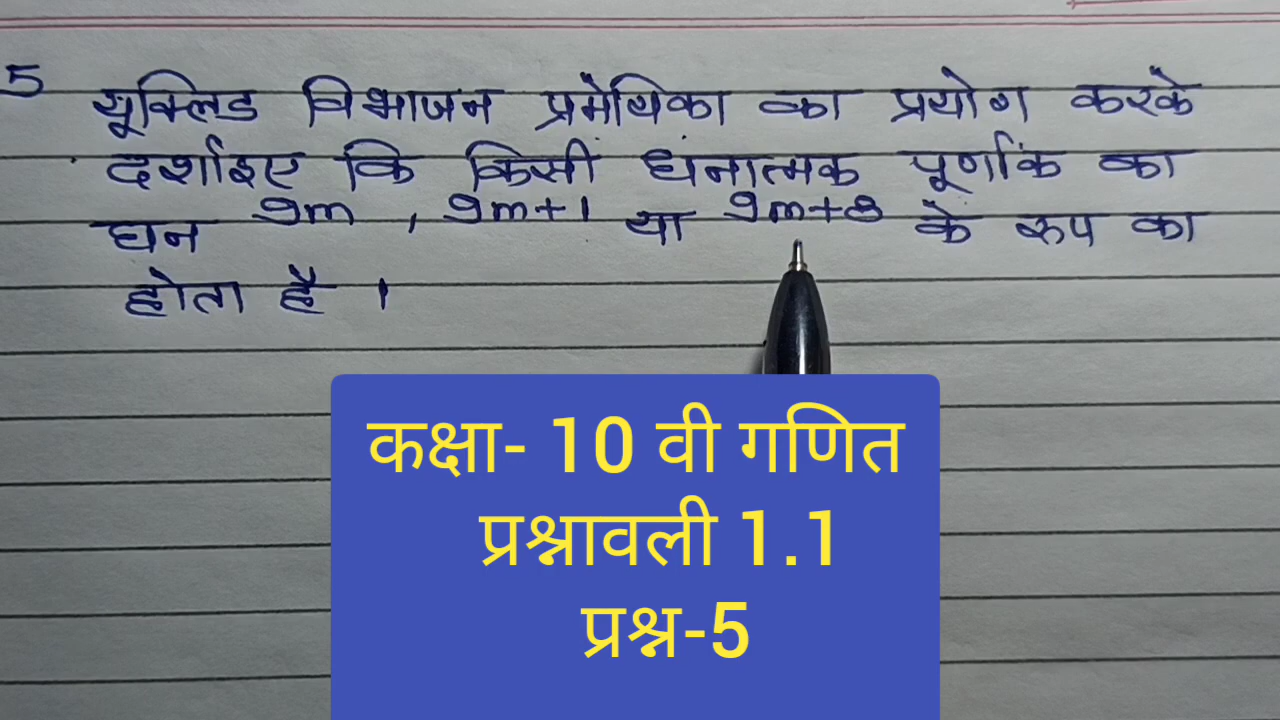 5 यूक्लिड विभाजन प्रमेयिका का प्रयोग करके
दर्शाइए कि किसी धनात्मक पूर्णांक का
घन 9m , 9m+1 या 9m+8 के रूप का
होता है ।
कक्षा- 10 वी गणित
प्रश्नावली 1.1
प्रश्न-5